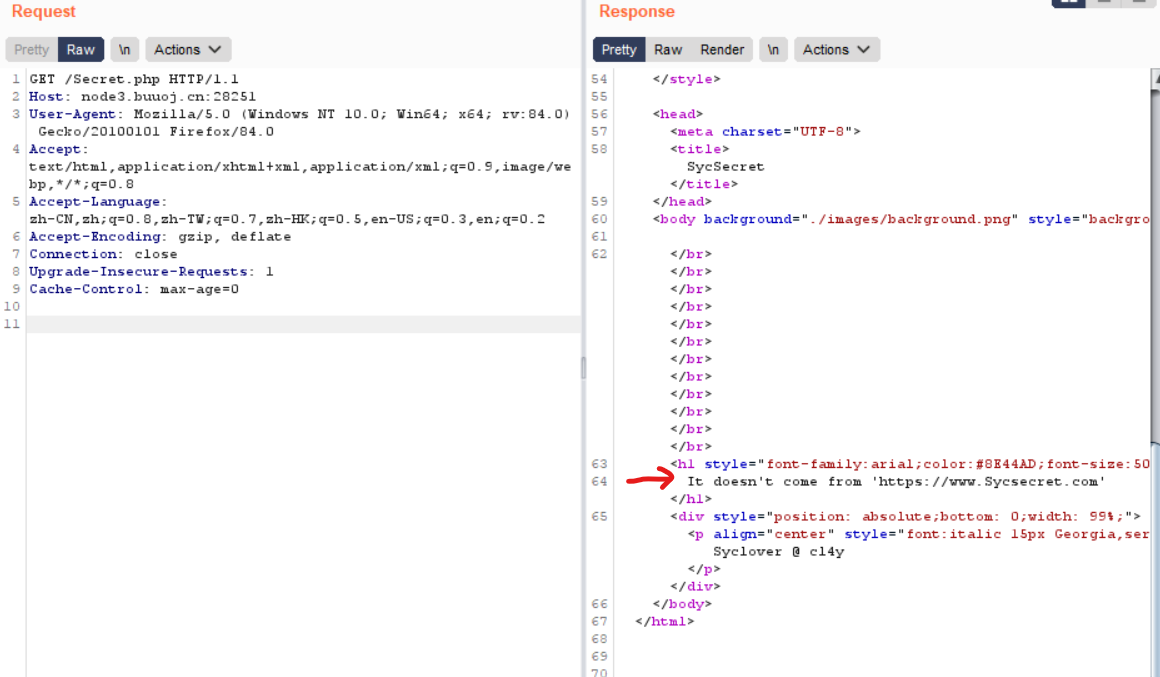 Request
Pretty Raw \n Actions
1 GET /Secret.php HTTP/1.1
2 Host: node3.buuoj.cn:28251
3 User-Agent: Mozilla/5.0 (Windows NT 10.0; Win64; x64; rv:84.0)
Gecko/20100101 Firefox/84.0
4 Accept:
text/html,application/xhtml+xml,application/xml;q=0.9,image/we
bp,*/*;q=0.8
5 Accept-Language:
zh-CN,zh;q=0.8,zh-TW;q=0.7,zh-HK;q=0.5,en-US;q=0.3,en;q=0.2
6 Accept-Encoding: gzip, deflate
7 Connection: close
8 Upgrade-Insecure-Requests: 1
9 Cache-Control: max-age=0
10
11
Response
Pretty Raw Render \n Actions
54 </style>
55
56 <head>
57 <meta charset="UTF-8">
58 <title>
SycSecret
</title>
59 </head>
60 <body background="./images/background.png" style="backgro
61
62 </br>
</br>
</br>
</br>
</br>
</br>
</br>
</br>
</br>
</br>
</br>
</br>
63 <h1 style="font-family:arial;color:#8E44AD;font-size:50
64 It doesn't come from 'https://www.Sycsecret.com'
</h1>
65 <div style="position: absolute;bottom: 0;width: 99%;">
<p align="center" style="font:italic 15px Georgia,ser
Syclover @ cl4y
</p>
</div>
66 </body>
67 </html>
68
69
70